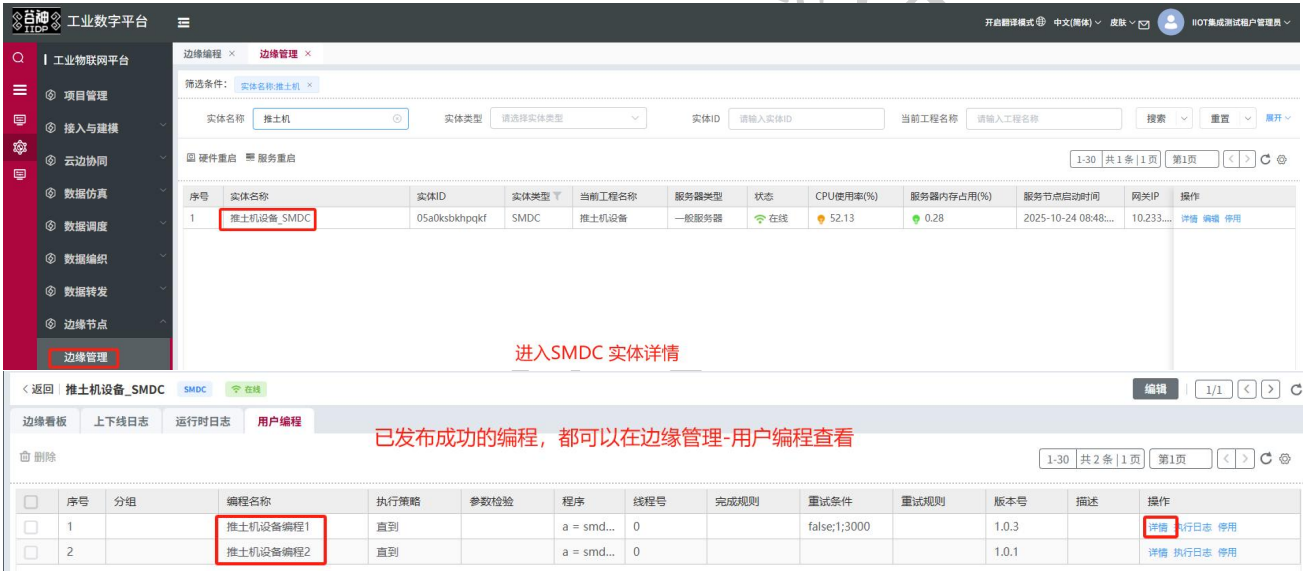 谷神 IIDP 工业数字平台 开启翻译模式 中文(简体) 皮肤 IIOT集成测试租户管理员
工业物联网平台 边缘编程 × 边缘管理 ×
筛选条件: 实体名称:推土机 ×
项目管理
实体名称 推土机 实体类型 请选择实体类型 实体ID 请输入实体ID 当前工程名称 请输入工程名称 搜索 重置 展开
接入与建模
云边协同 硬件重启 服务重启 1-30 共1条|1页 第1页 < >
数据仿真 序号 实体名称 实体ID 实体类型 当前工程名称 服务器类型 状态 CPU使用率(%) 服务器内存占用(%) 服务节点启动时间 网关IP 操作
1 推土机设备_SMDC 05a0ksbkhpqkf SMDC 推土机设备 一般服务器 在线 52.13 0.28 2025-10-24 08:48:... 10.233.... 详情 编辑 停用
数据调度
数据编织
数据转发
边缘节点
边缘管理 进入SMDC 实体详情
< 返回 推土机设备_SMDC SMDC 在线 编辑 1/1 < >
边缘看板 上下线日志 运行时日志 用户编程
已发布成功的编程，都可以在边缘管理-用户编程查看
删除 1-30 共2条|1页 第1页 < >
序号 分组 编程名称 执行策略 参数检验 程序 线程号 完成规则 重试条件 重试规则 版本号 描述 操作
1 推土机设备编程1 直到 a = smd... 0 false;1;3000 1.0.3 详情 执行日志 停用
2 推土机设备编程2 直到 a = smd... 0 1.0.1 详情 执行日志 停用